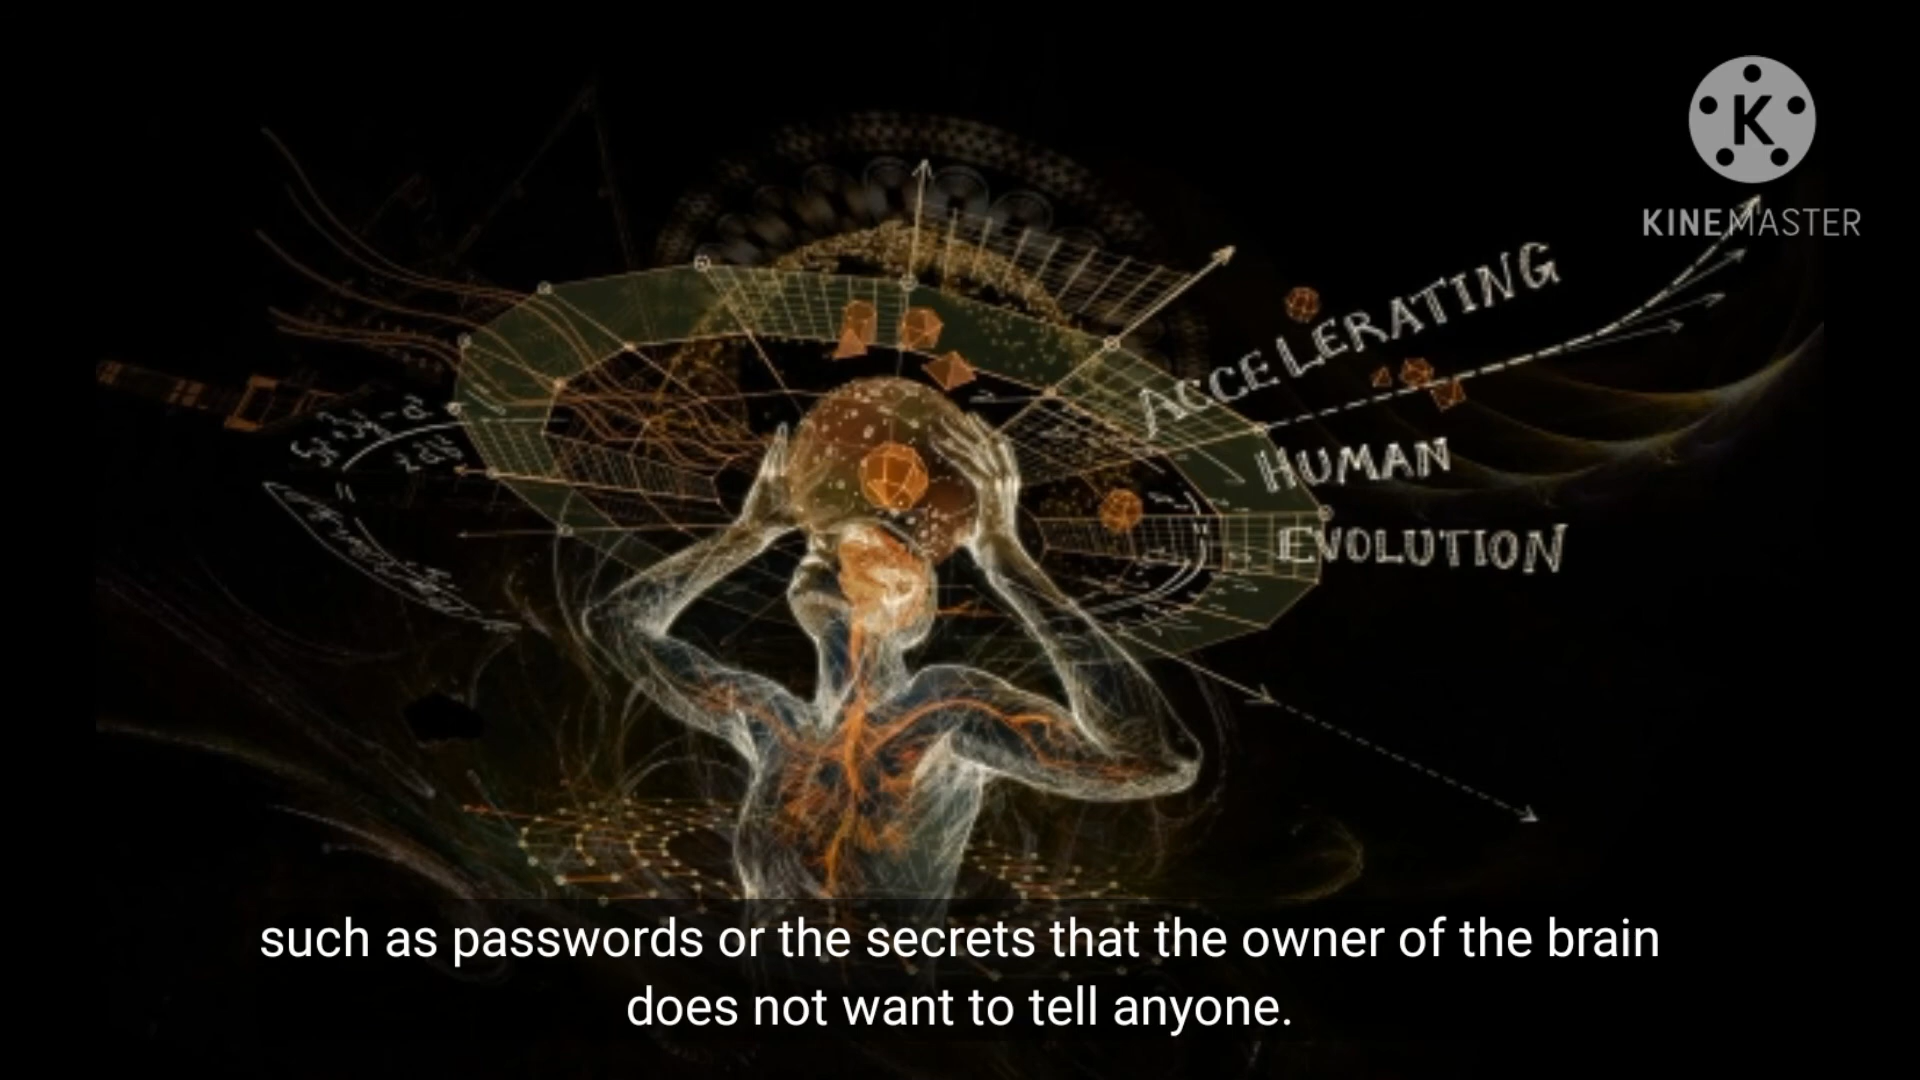 KINEMASTER
ACCELERATING
HUMAN
EVOLUTION
such as passwords or the secrets that the owner of the brain
does not want to tell anyone.